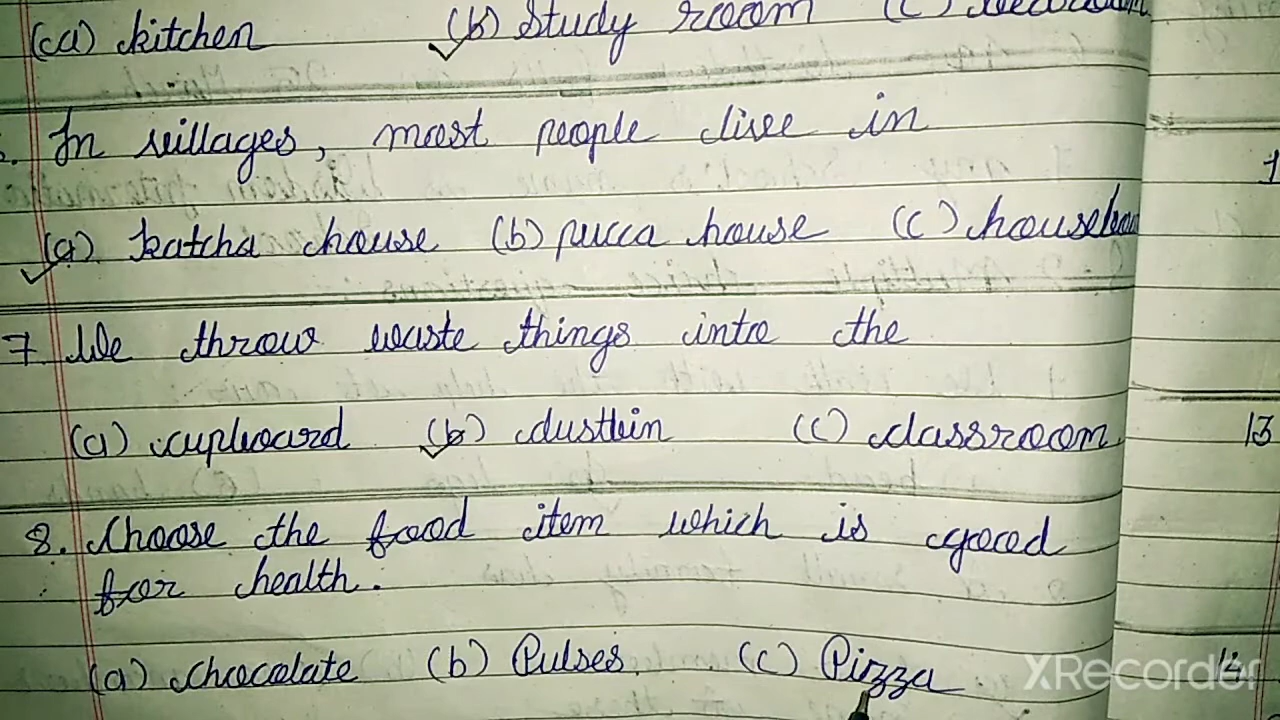 (a) kitchen (b) Study room (c)
In villages, most people live in
(a) katcha house (b) pucca house (c) houseboat
7. We throw waste things into the
(a) cupboard (b) dustbin (c) classroom
13
8. Choose the food item which is good
for health.
(a) chocolate (b) Pulses (c) Pizza
XRecorder